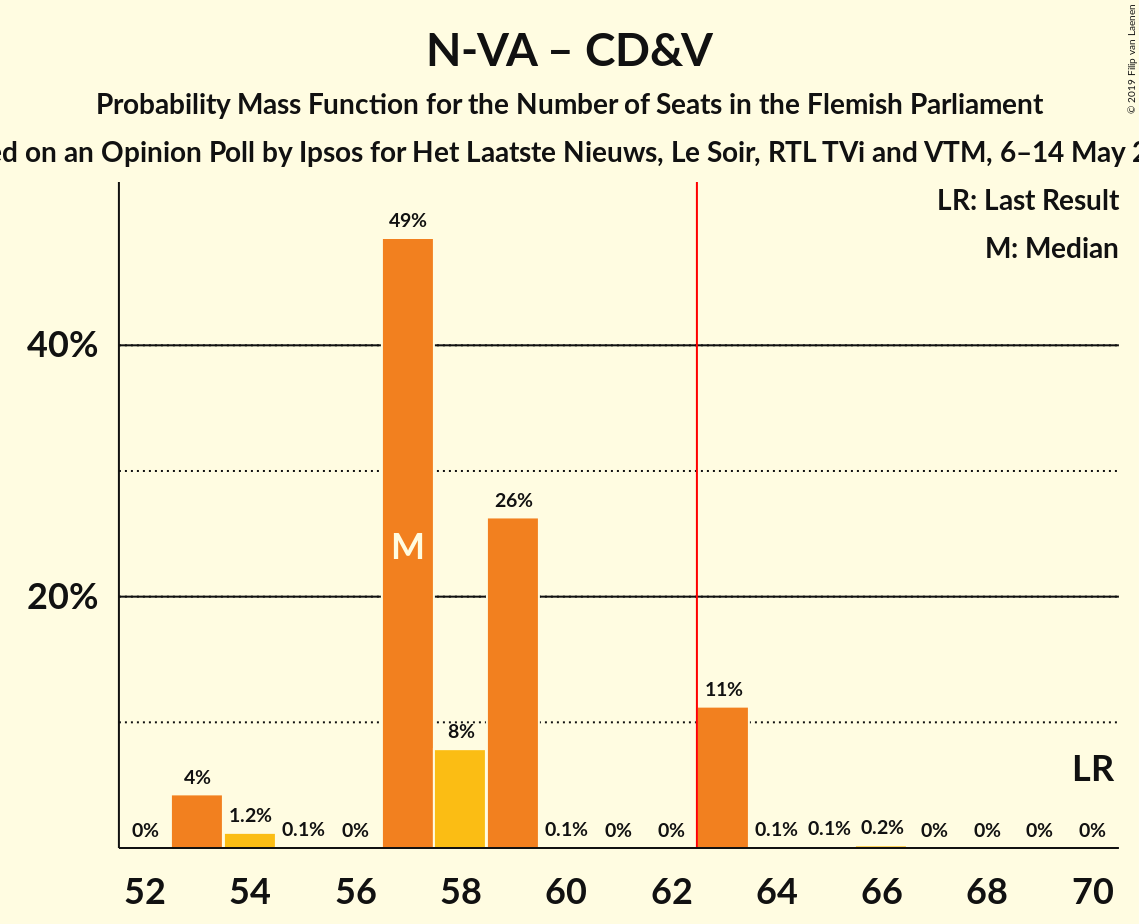 N-VA – CD&V
Probability Mass Function for the Number of Seats in the Flemish Parliament
on an Opinion Poll by Ipsos for Het Laatste Nieuws, Le Soir, RTL TVi and VTM, 6–14 May
© 2019 Filip van Laenen
LR: Last Result
M: Median
49%
40%
26%
M
20%
11%
8%
LR
4%
1.2%
0% 0.1% 0% 0.1% 0% 0% 0.1% 0.1% 0.2% 0% 0% 0% 0%
52 54 56 58 60 62 64 66 68 70